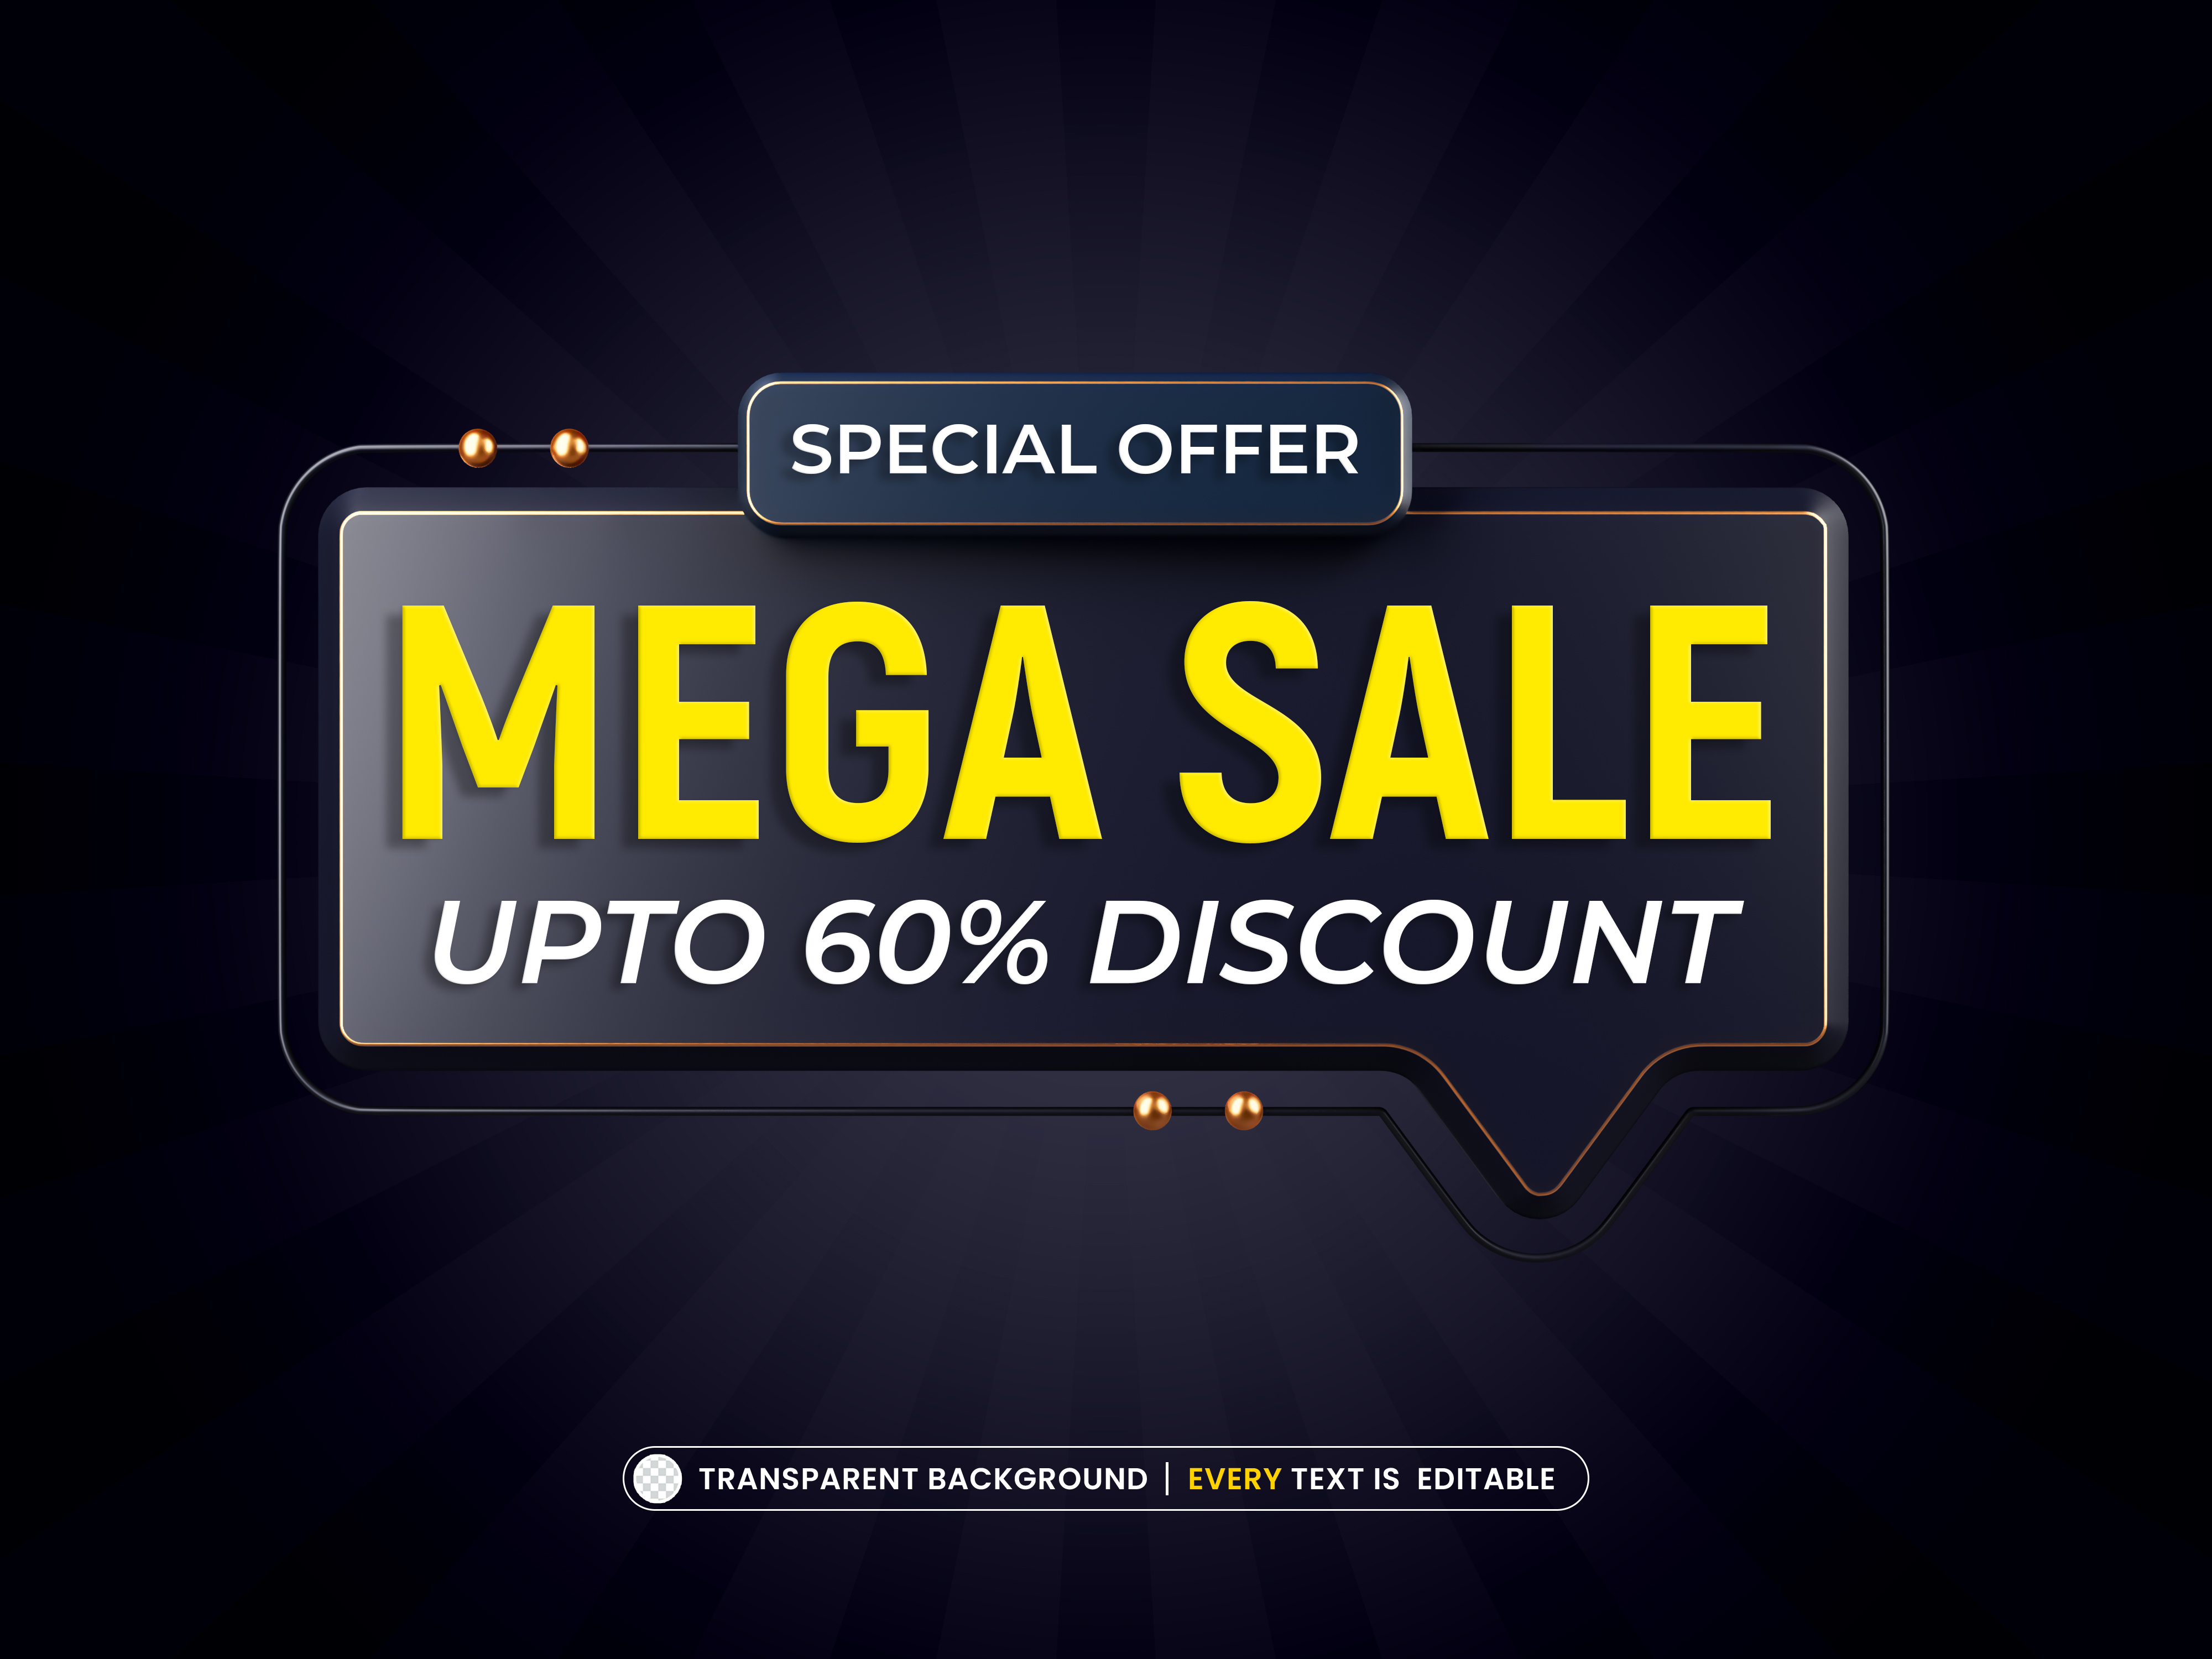 SPECIAL OFFER
MEGA SALE
UPTO 60% DISCOUNT
TRANSPARENT BACKGROUND | EVERY TEXT IS EDITABLE